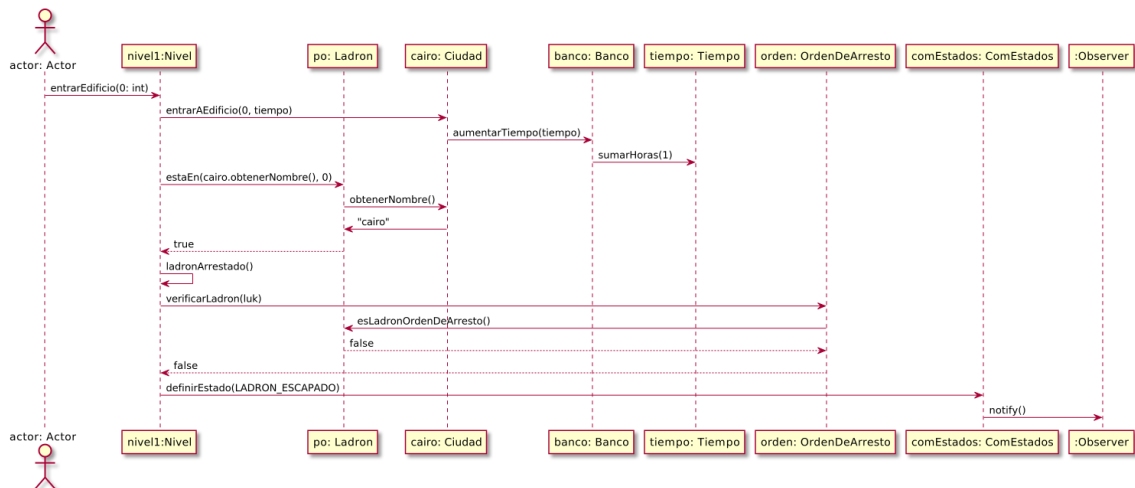 actor: Actor
nivel1:Nivel
po: Ladron
cairo: Ciudad
banco: Banco
tiempo: Tiempo
orden: OrdenDeArresto
comEstados: ComEstados
:Observer
entrarEdificio(0: int)
entrarAEdificio(0, tiempo)
aumentarTiempo(tiempo)
sumarHoras(1)
estaEn(cairo.obtenerNombre(), 0)
obtenerNombre()
"cairo"
true
ladronArrestado()
verificarLadron(luk)
esLadronOrdenDeArresto()
false
false
definirEstado(LADRON_ESCAPADO)
notify()
actor: Actor
nivel1:Nivel
po: Ladron
cairo: Ciudad
banco: Banco
tiempo: Tiempo
orden: OrdenDeArresto
comEstados: ComEstados
:Observer